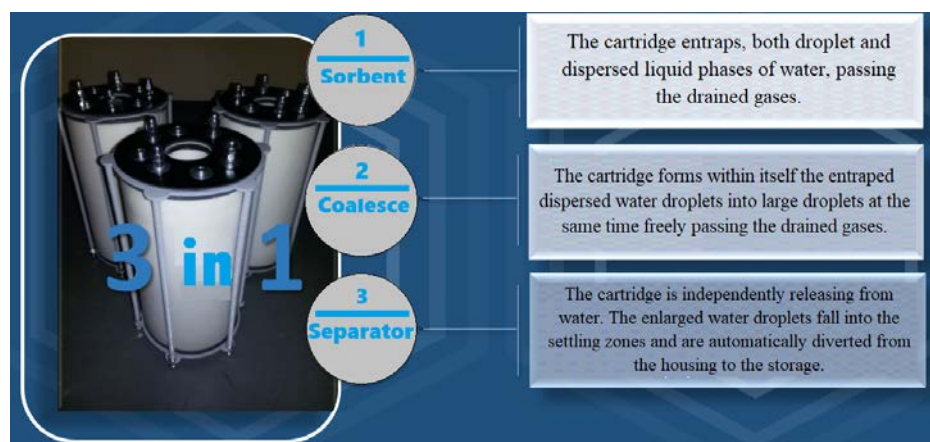 1
Sorbent
The cartridge entraps, both droplet and
dispersed liquid phases of water, passing
the drained gases.
2
Coalesce
The cartridge forms within itself the entraped
dispersed water droplets into large droplets at the
same time freely passing the drained gases.
3 in 1
3
Separator
The cartridge is independently releasing from
water. The enlarged water droplets fall into the
settling zones and are automatically diverted from
the housing to the storage.